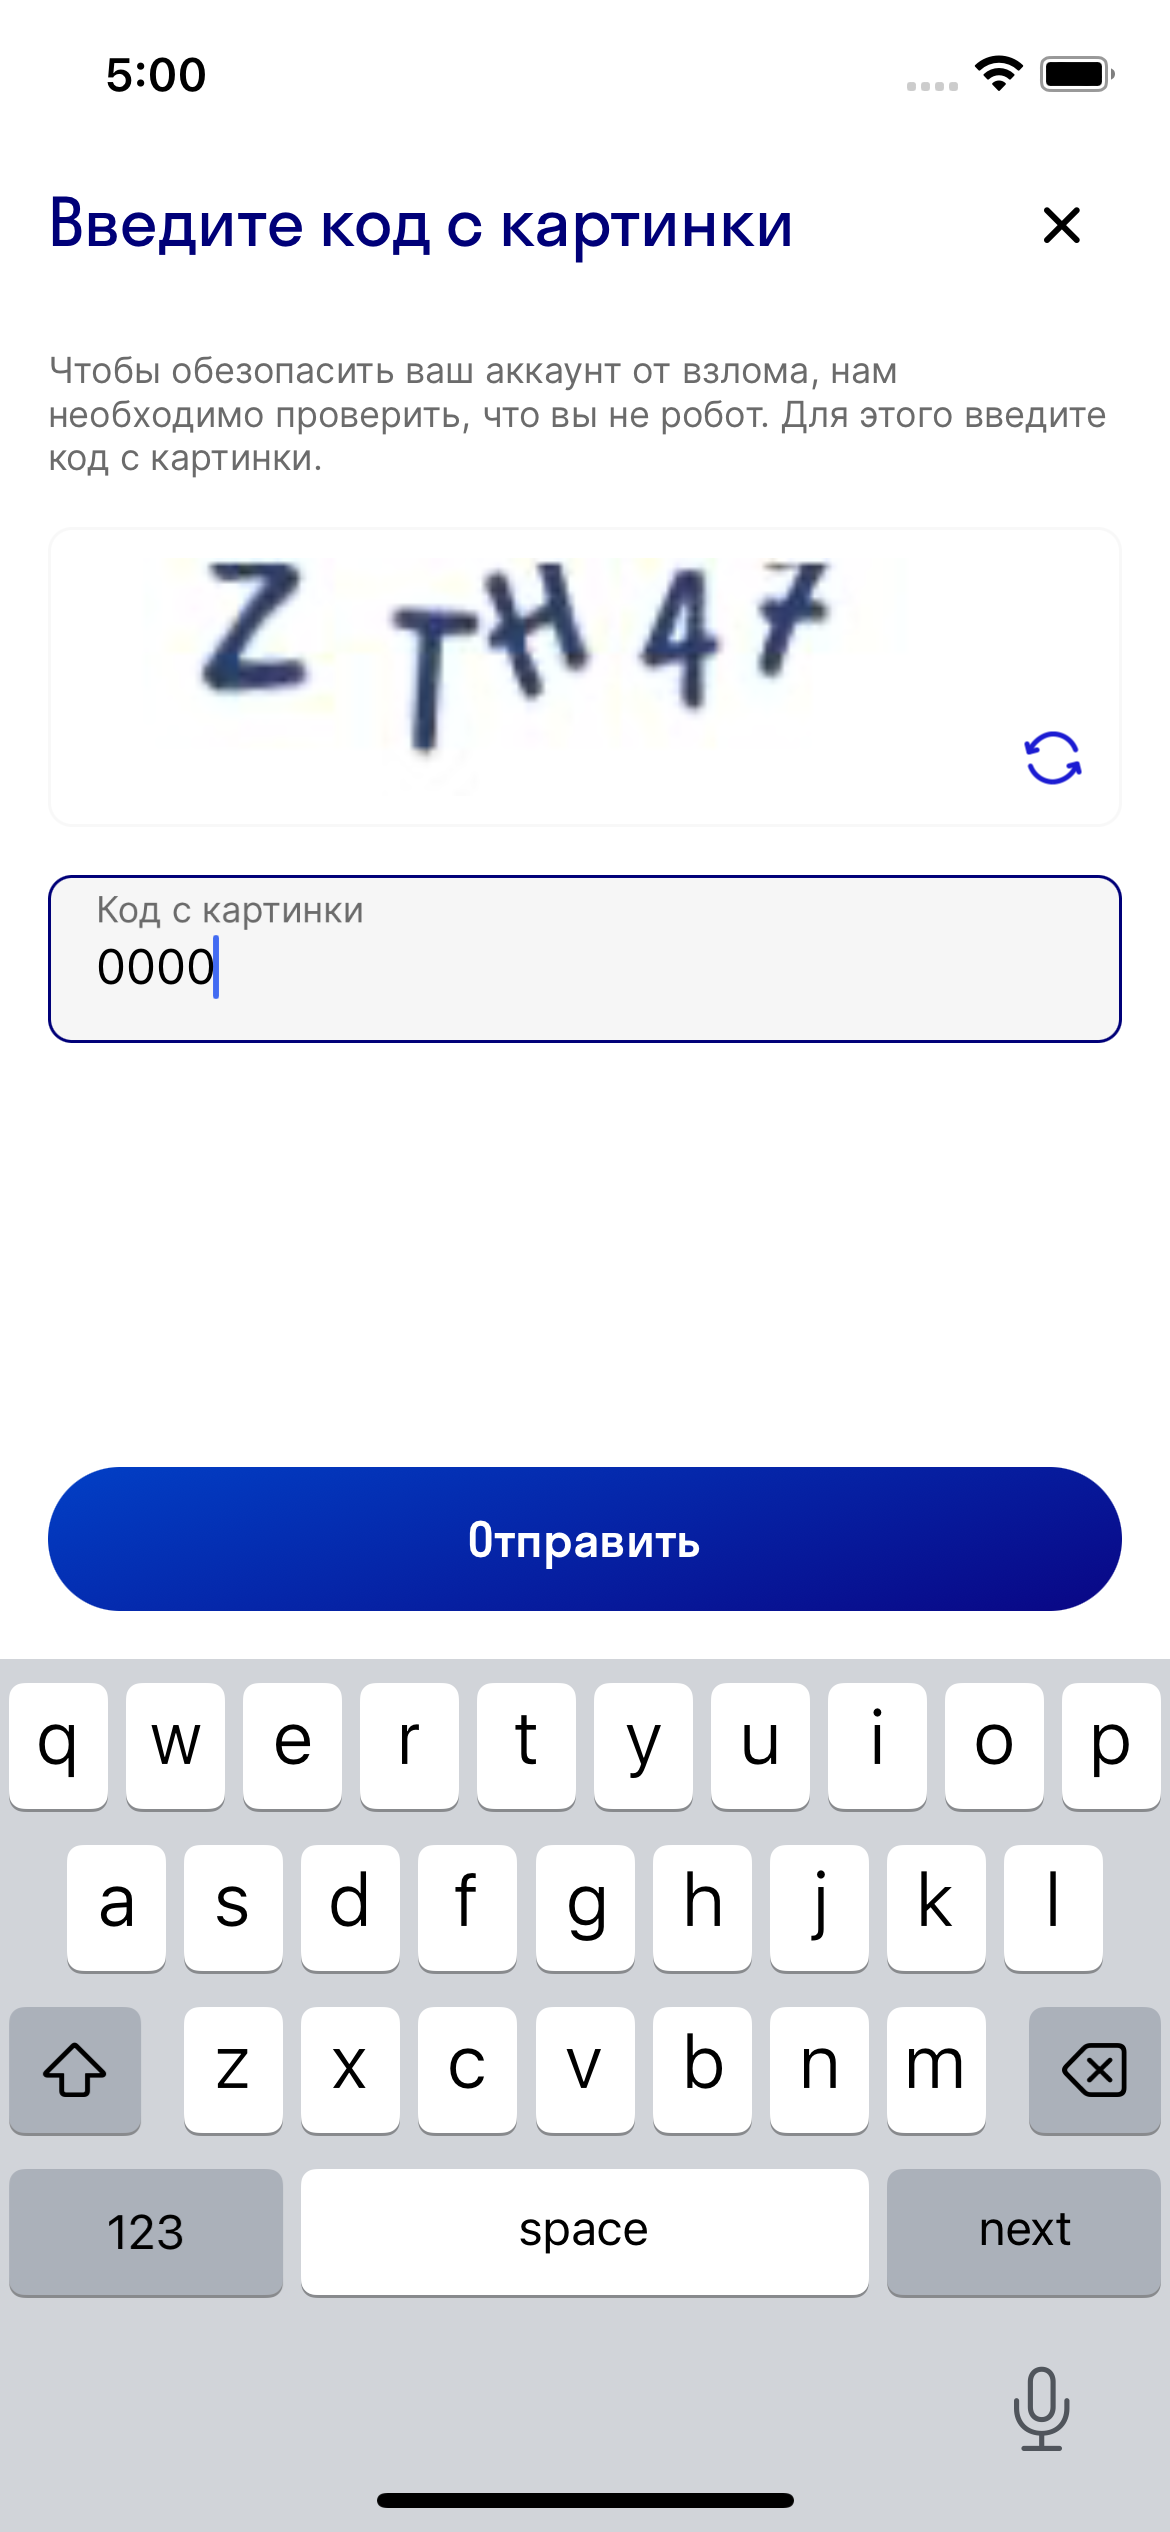 5:00
Введите код с картинки
Чтобы обезопасить ваш аккаунт от взлома, нам
необходимо проверить, что вы не робот. Для этого введите
код с картинки.
Z T H 4 7
Код с картинки
0000
Отправить
q w e r t y u i o p
a s d f g h j k l
z x c v b n m
123 space next